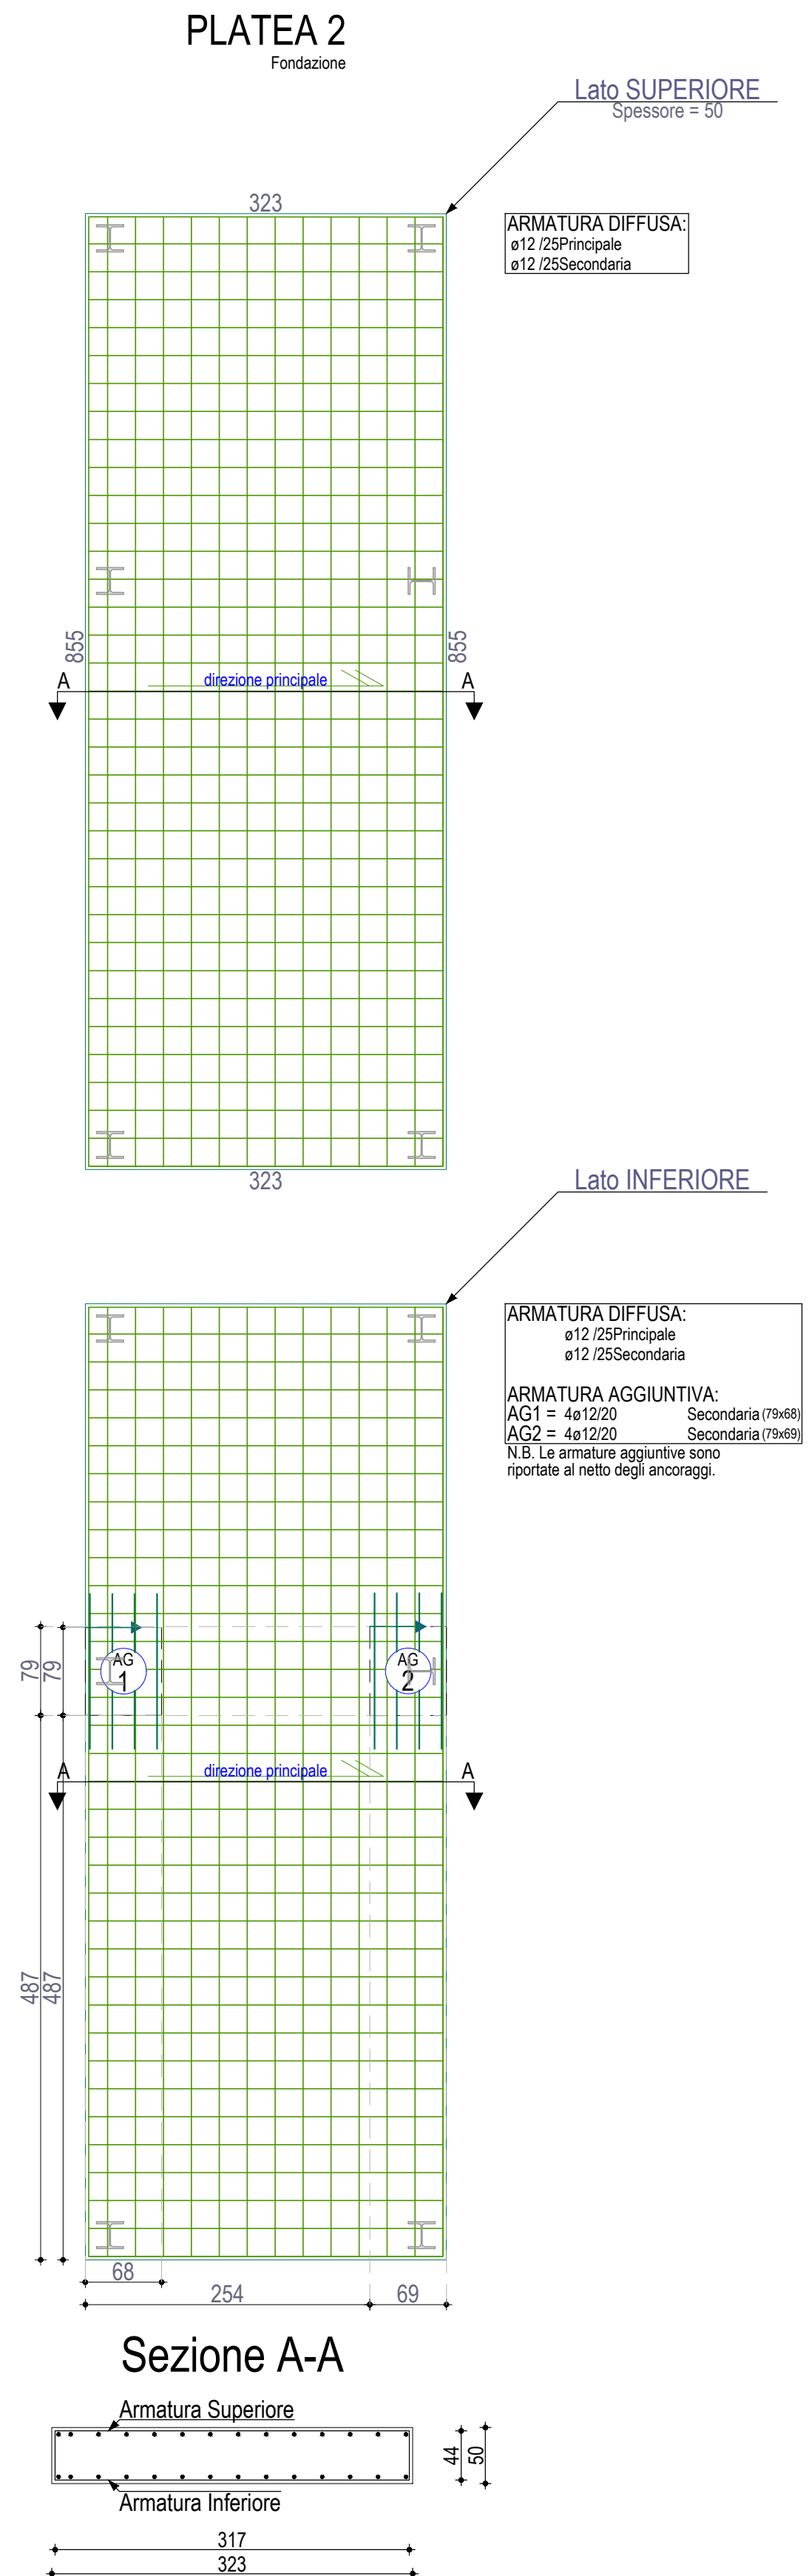 PLATEA 2
Fondazione
Lato SUPERIORE
Spessore = 50
323
ARMATURA DIFFUSA:
ø12 /25Principale
ø12 /25Secondaria
855
855
direzione principale
A
A
323
Lato INFERIORE
ARMATURA DIFFUSA:
ø12 /25Principale
ø12 /25Secondaria
ARMATURA AGGIUNTIVA:
AG1 = 4ø12/20 Secondaria (79x68)
AG2 = 4ø12/20 Secondaria (79x69)
N.B. Le armature aggiuntive sono
riportate al netto degli ancoraggi.
79
79
AG
1
AG
2
direzione principale
A
A
487
487
68
254
69
Sezione A-A
Armatura Superiore
44
50
Armatura Inferiore
317
323